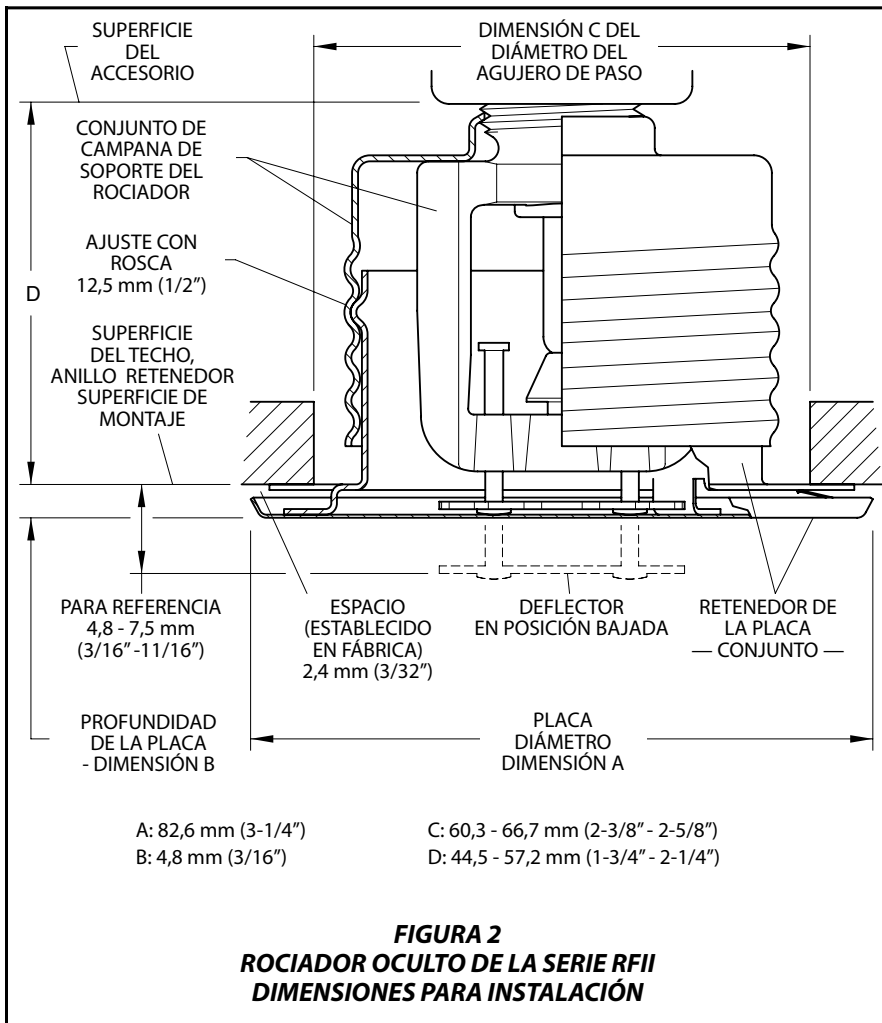 SUPERFICIE
DEL
ACCESORIO
DIMENSIÓN C DEL
DIÁMETRO DEL
AGUJERO DE PASO
CONJUNTO DE
CAMPANA DE
SOPORTE DEL
ROCIADOR
AJUSTE CON
ROSCA
12,5 mm (1/2”)
D
SUPERFICIE
DEL TECHO,
ANILLO RETENEDOR
SUPERFICIE DE
MONTAJE
PARA REFERENCIA
4,8 - 7,5 mm
(3/16” -11/16”)
ESPACIO
(ESTABLECIDO
EN FÁBRICA)
2,4 mm (3/32”)
DEFLECTOR
EN POSICIÓN BAJADA
RETENEDOR DE
LA PLACA
— CONJUNTO —
PROFUNDIDAD
DE LA PLACA
- DIMENSIÓN B
PLACA
DIÁMETRO
DIMENSIÓN A
A: 82,6 mm (3-1/4”)
B: 4,8 mm (3/16”)
C: 60,3 - 66,7 mm (2-3/8” - 2-5/8”)
D: 44,5 - 57,2 mm (1-3/4” - 2-1/4”)
FIGURA 2
ROCIADOR OCULTO DE LA SERIE RFII
DIMENSIONES PARA INSTALACIÓN